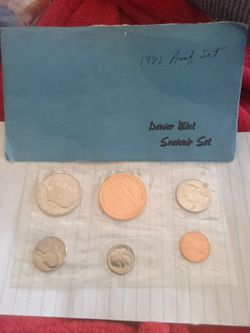 1981 Proof Set
Denver Mint
Souvenir Set